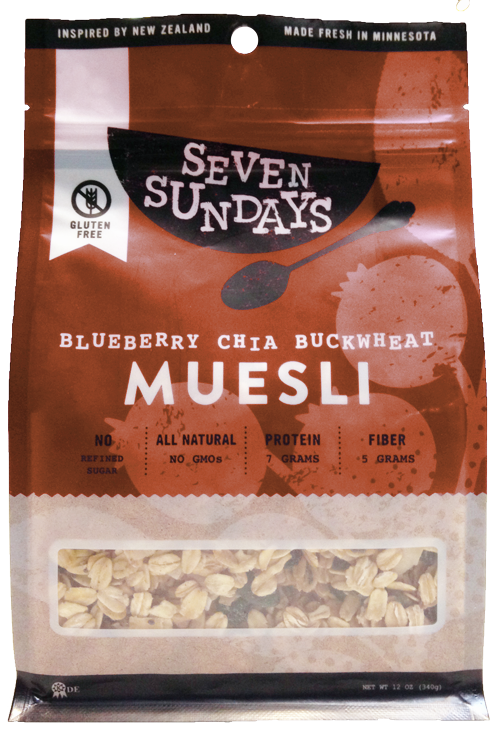 INSPIRED BY NEW ZEALAND
MADE FRESH IN MINNESOTA
SEVEN
SUNDAYS
GLUTEN
FREE
BLUEBERRY CHIA BUCKWHEAT
MUESLI
NO
REFINED
SUGAR
ALL NATURAL
NO GMOs
PROTEIN
7 GRAMS
FIBER
5 GRAMS
DE
NET WT 12 OZ (340g)